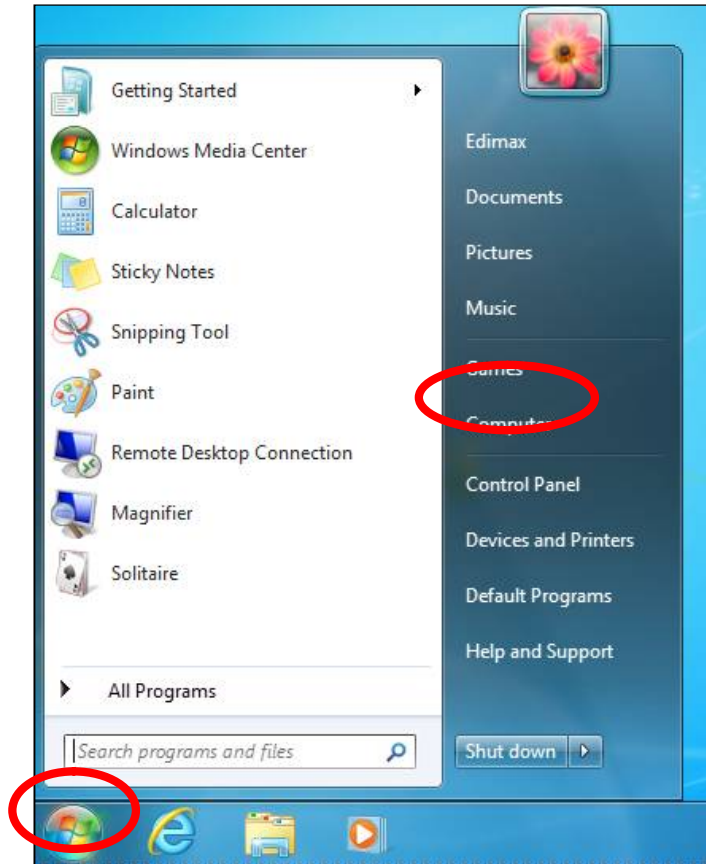 Getting Started
Windows Media Center
Calculator
Sticky Notes
Snipping Tool
Paint
Remote Desktop Connection
Magnifier
Solitaire
All Programs
Search programs and files
Edimax
Documents
Pictures
Music
Games
Computer
Control Panel
Devices and Printers
Default Programs
Help and Support
Shut down